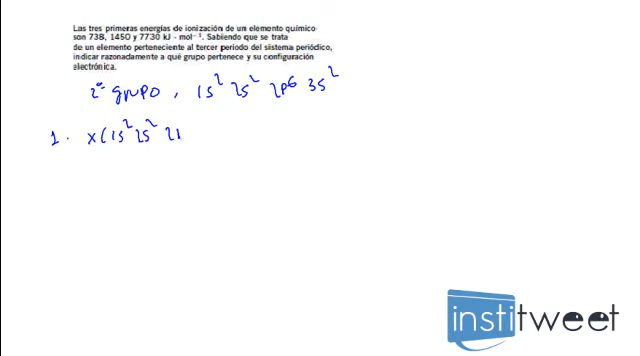 Las tres primeras energías de ionización de un elemento químico
son 738, 1450 y 7730 kJ · mol⁻¹. Sabiendo que se trata
de un elemento perteneciente al tercer periodo del sistema periódico,
indicar razonadamente a qué grupo pertenece y su configuración
electrónica.
2º grupo, 1s² 2s² 2p6 3s²
1. x(1s² 2s² 2
institweet